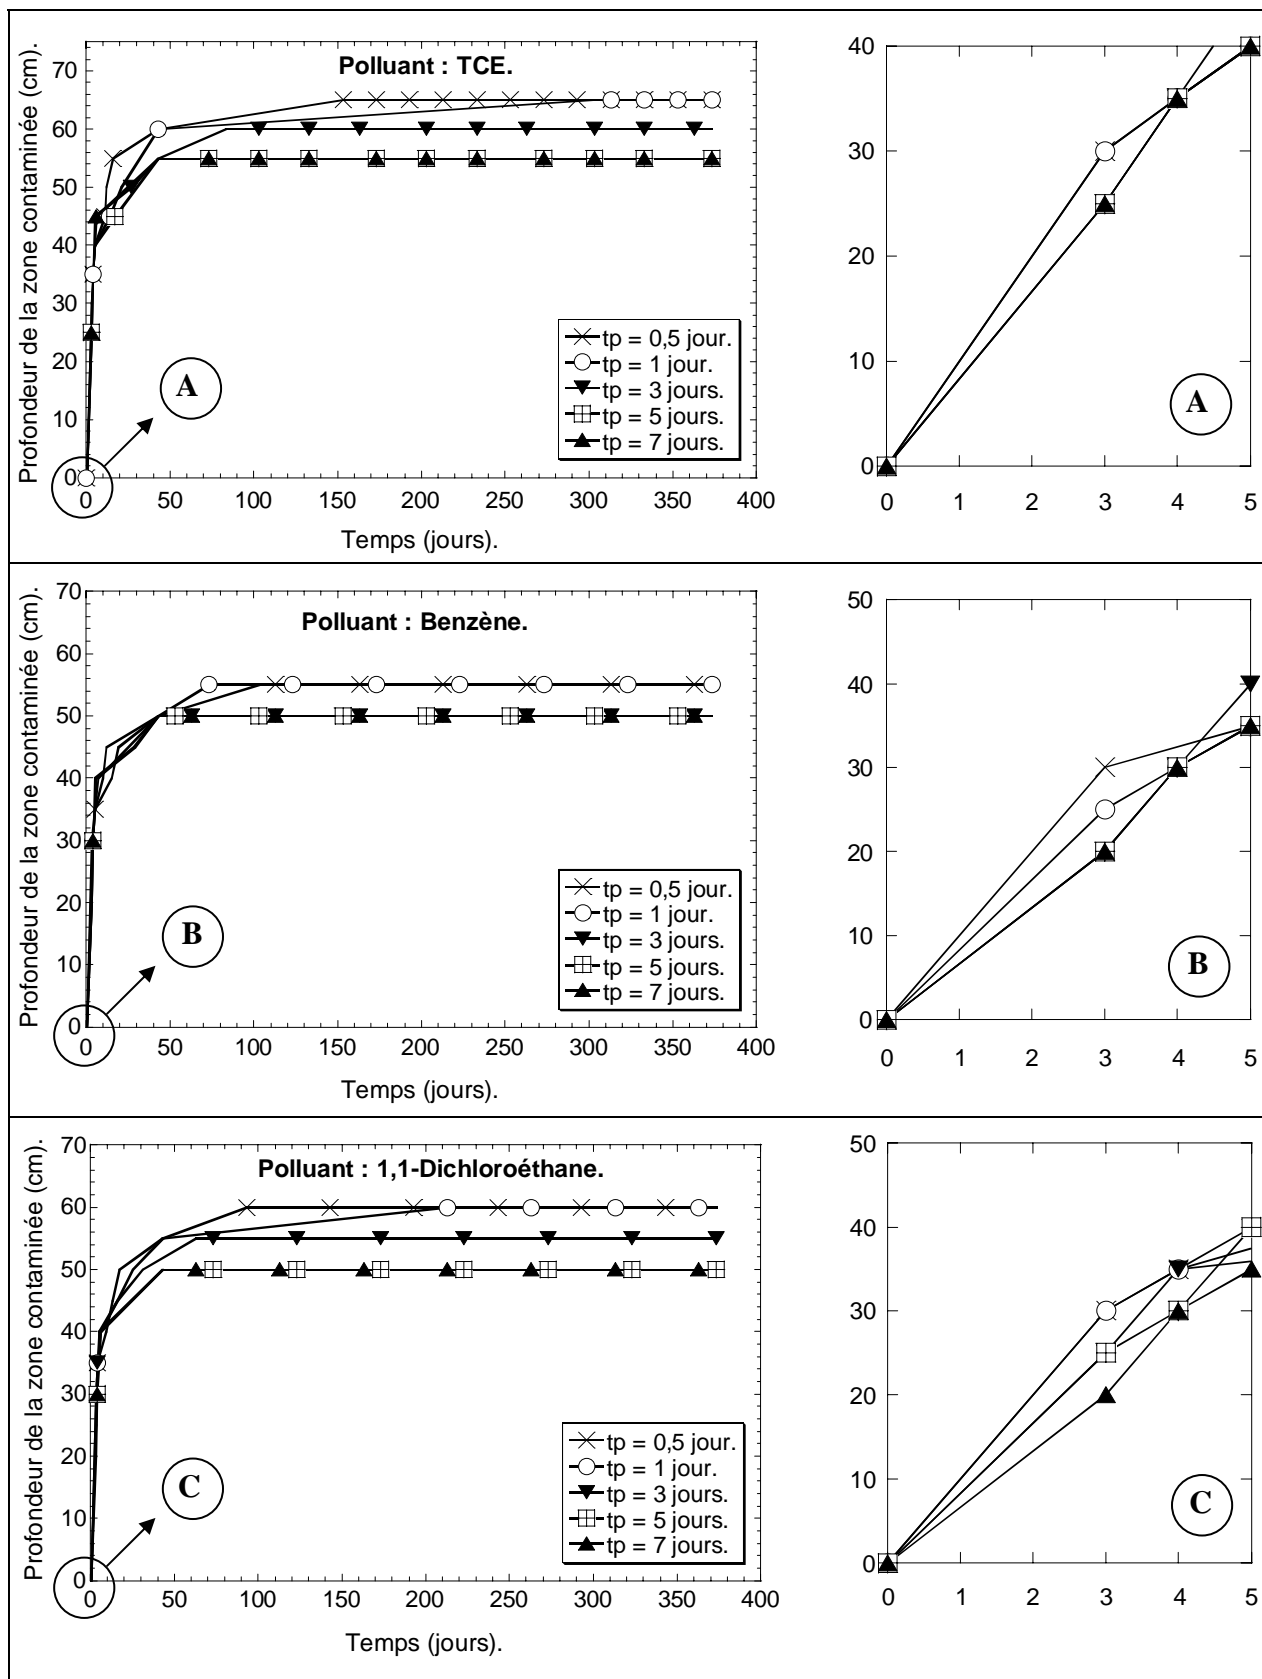 Polluant : TCE.
Profondeur de la zone contaminée (cm).
70
60
50
40
30
20
10
0
0 50 100 150 200 250 300 350 400
Temps (jours).
tp = 0,5 jour.
tp = 1 jour.
tp = 3 jours.
tp = 5 jours.
tp = 7 jours.
A
40
30
20
10
0
0 1 2 3 4 5
A
Polluant : Benzène.
Profondeur de la zone contaminée (cm).
70
60
50
40
30
20
10
0
0 50 100 150 200 250 300 350 400
Temps (jours).
tp = 0,5 jour.
tp = 1 jour.
tp = 3 jours.
tp = 5 jours.
tp = 7 jours.
B
50
40
30
20
10
0
0 1 2 3 4 5
B
Polluant : 1,1-Dichloroéthane.
Profondeur de la zone contaminée (cm).
70
60
50
40
30
20
10
0
0 50 100 150 200 250 300 350 400
Temps (jours).
tp = 0,5 jour.
tp = 1 jour.
tp = 3 jours.
tp = 5 jours.
tp = 7 jours.
C
50
40
30
20
10
0
0 1 2 3 4 5
C